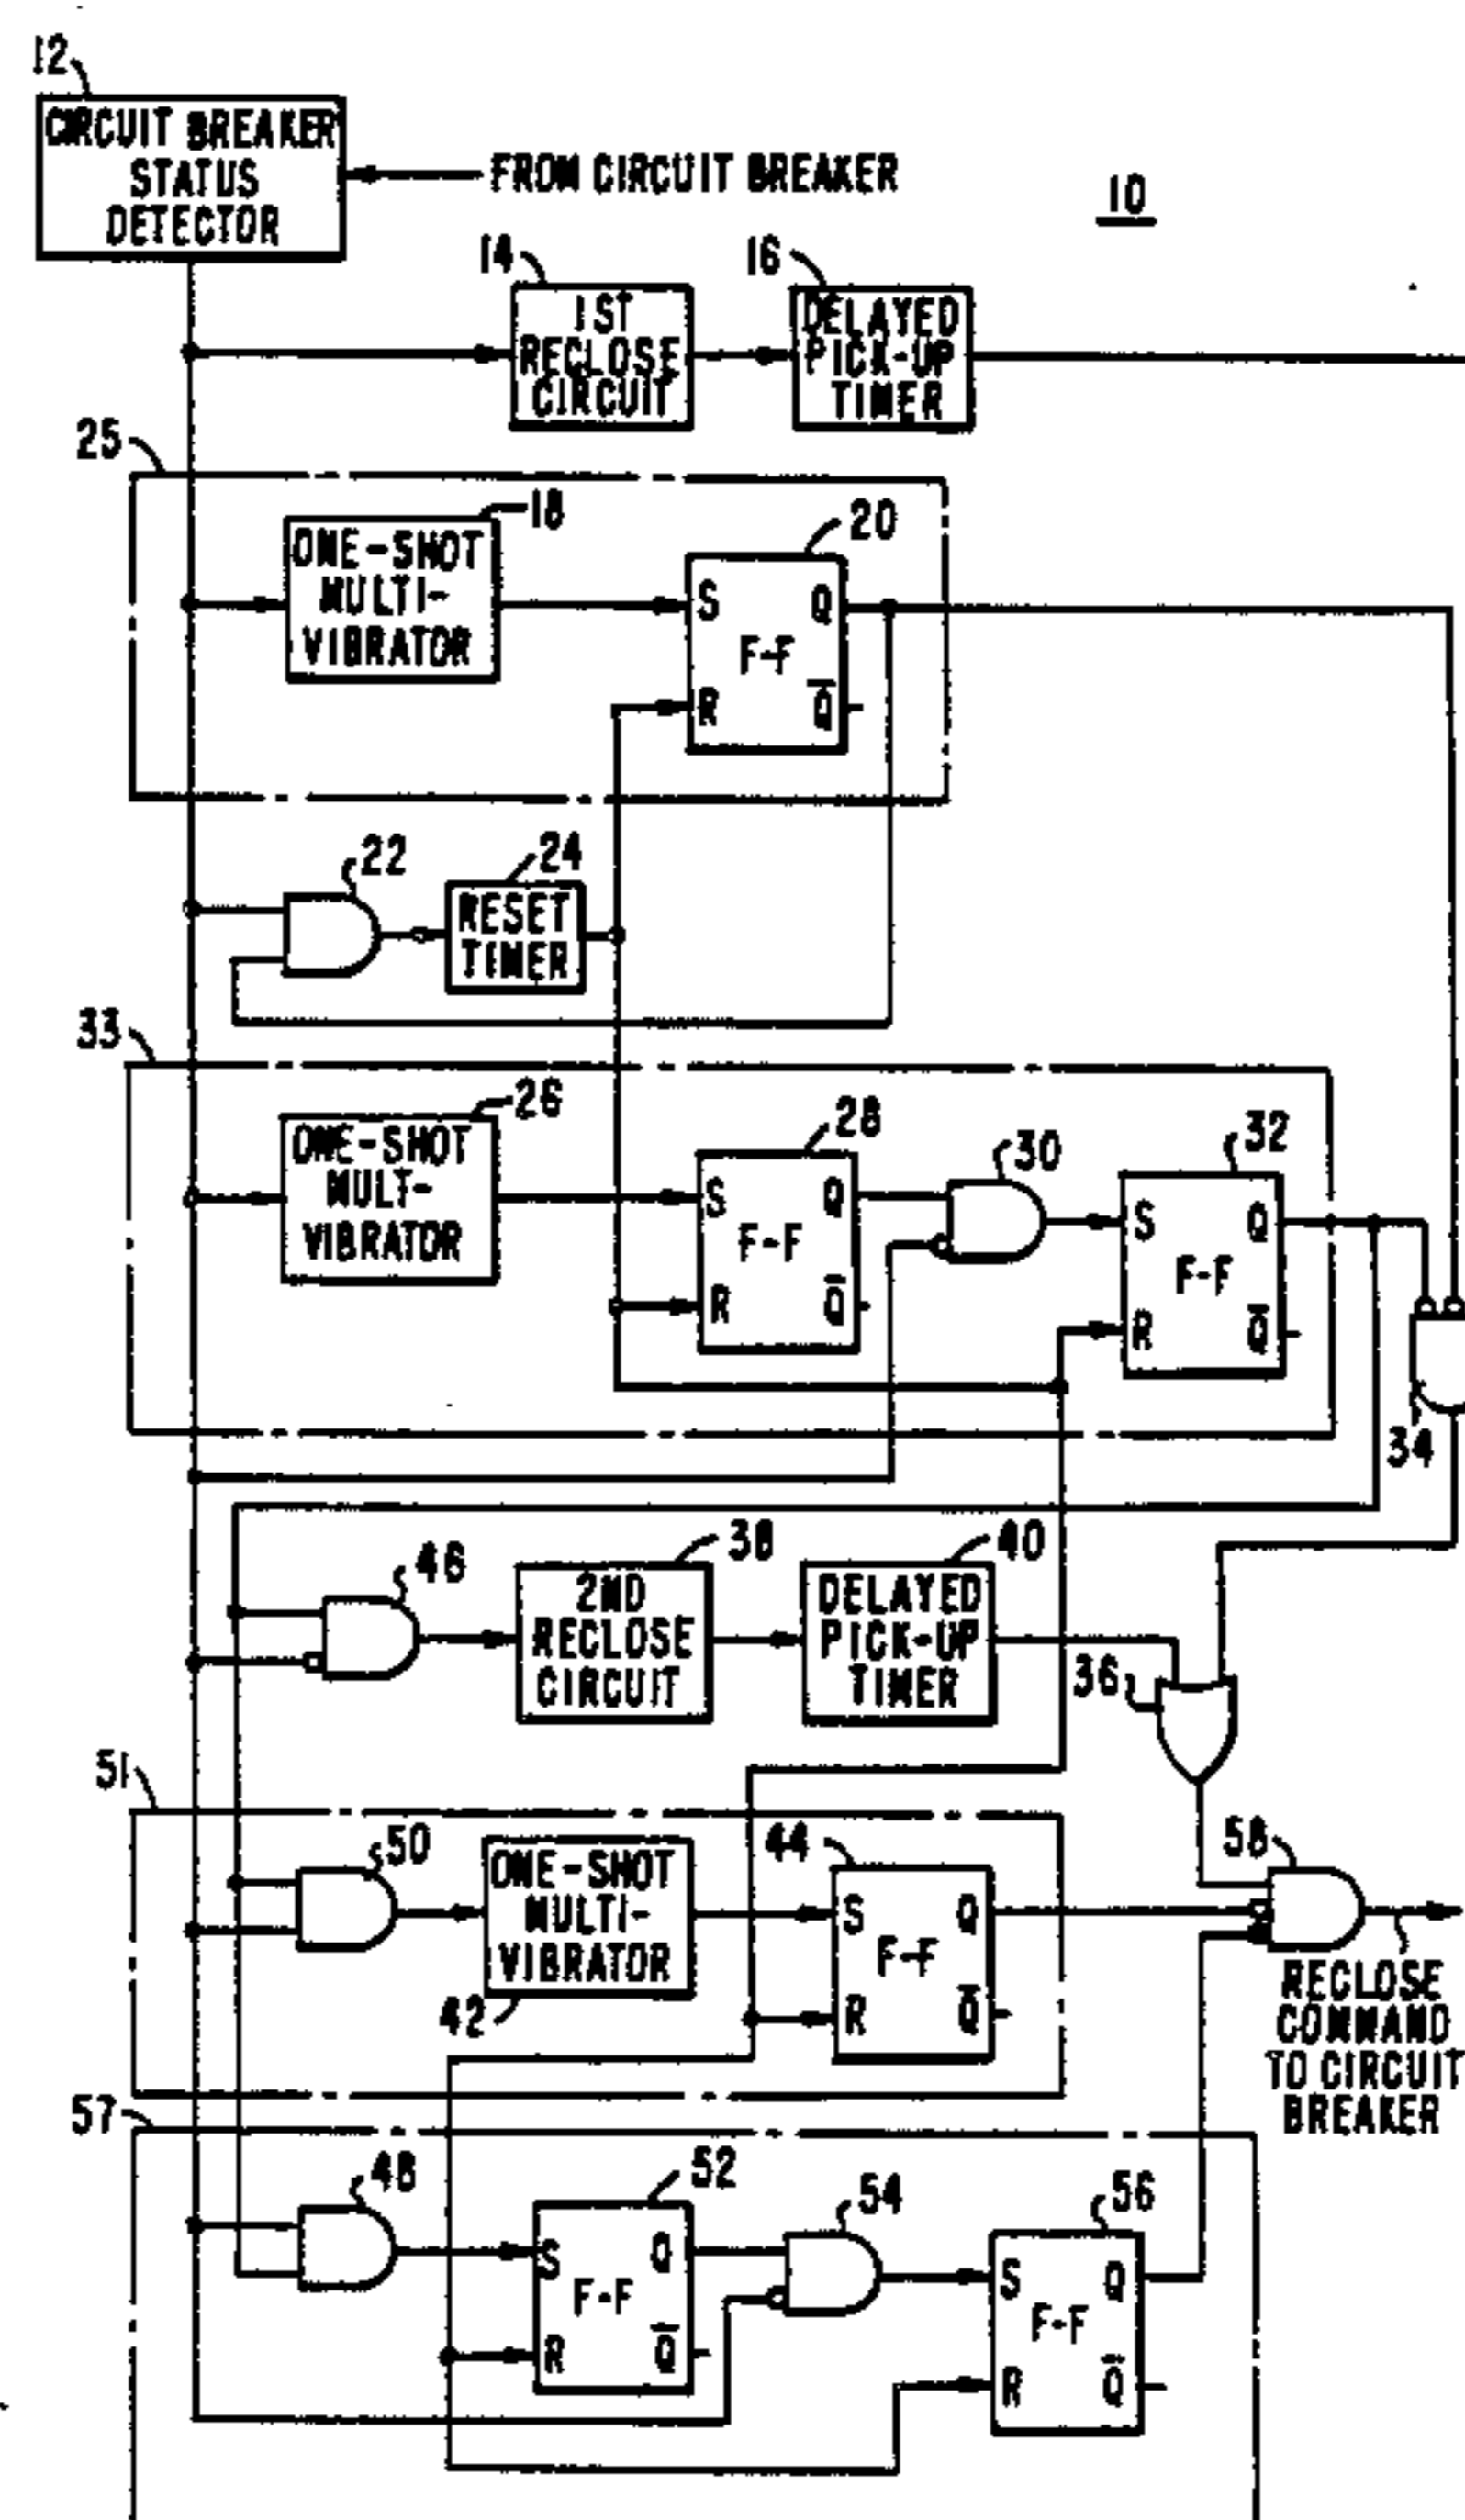 12
CIRCUIT BREAKER
STATUS
DETECTOR
FROM CIRCUIT BREAKER
10
14
1ST
RECLOSE
CIRCUIT
16
DELAYED
PICK-UP
TIMER
25
18
ONE-SHOT
MULTI-
VIBRATOR
20
S
Q
F-F
R
Q̅
22
24
RESET
TIMER
33
26
ONE-SHOT
MULT-
VIBRATOR
28
S
Q
F-F
R
Q̅
30
32
S
Q
F-F
R
Q̅
34
46
38
2ND
RECLOSE
CIRCUIT
40
DELAYED
PICK-UP
TIMER
36
51
50
ONE-SHOT
MULTI-
VIBRATOR
42
44
S
Q
F-F
R
Q̅
58
RECLOSE
COMMAND
TO CIRCUIT
BREAKER
57
48
52
S
Q
F-F
R
Q̅
54
56
S
Q
F-F
R
Q̅